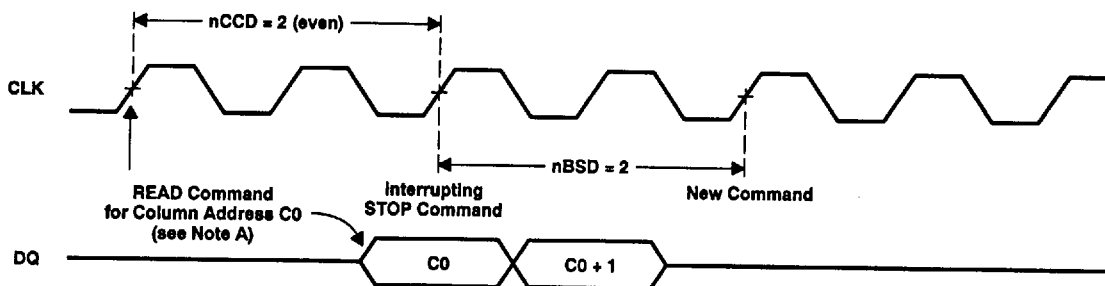 nCCD = 2 (even)
CLK
nBSD = 2
READ Command
for Column Address C0
(see Note A)
Interrupting
STOP Command
New Command
DQ
C0
C0 + 1